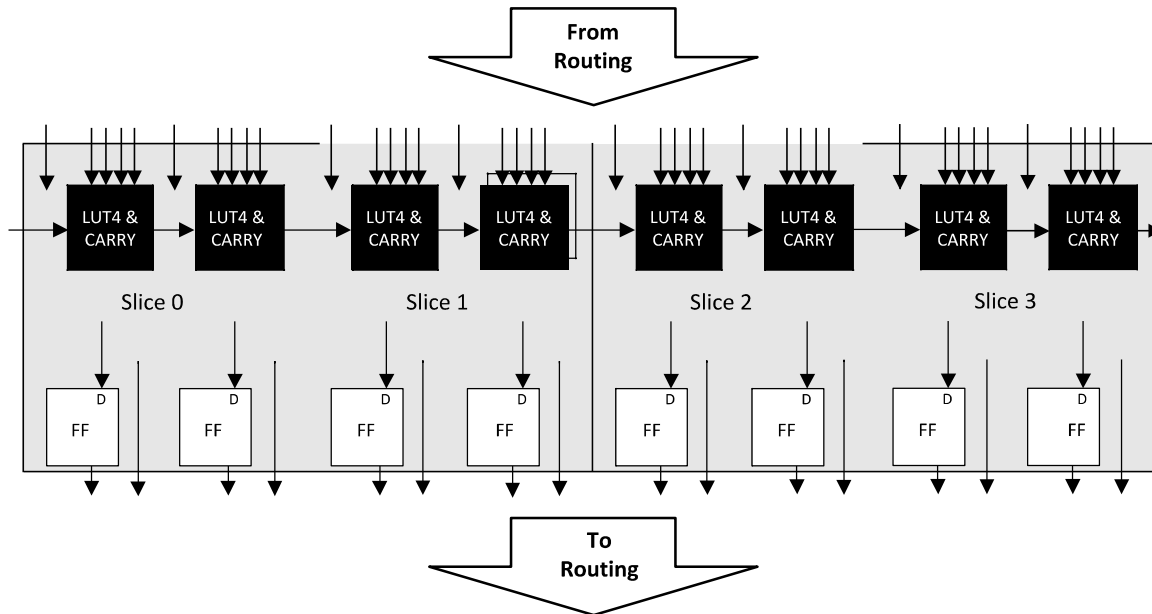 From
Routing
LUT4 &
CARRY
LUT4 &
CARRY
LUT4 &
CARRY
LUT4 &
CARRY
LUT4 &
CARRY
LUT4 &
CARRY
LUT4 &
CARRY
LUT4 &
CARRY
Slice 0
Slice 1
Slice 2
Slice 3
D
FF
D
FF
D
FF
D
FF
D
FF
D
FF
D
FF
D
FF
To
Routing